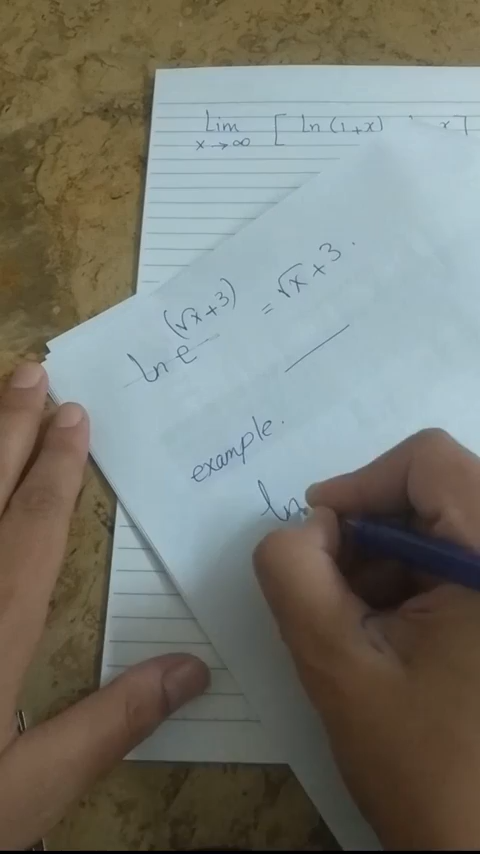 Lim [ ln (1+x)
x→∞
ln e^(√x+3) = √x + 3.
example.
ln